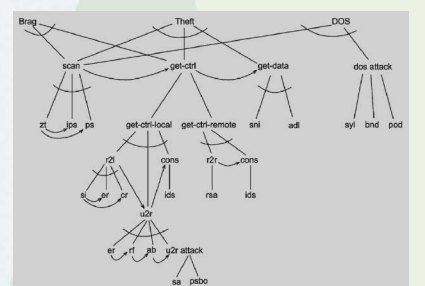 Brag Theft DOS
scan get-ctrl get-data dos attack
zt ips ps get-ctrl-local get-ctrl-remote sni adi syl bnd pod
r2l cons r2r cons
si er cr ids rsa ids
u2r
er rf ab u2r attack
sa psbo